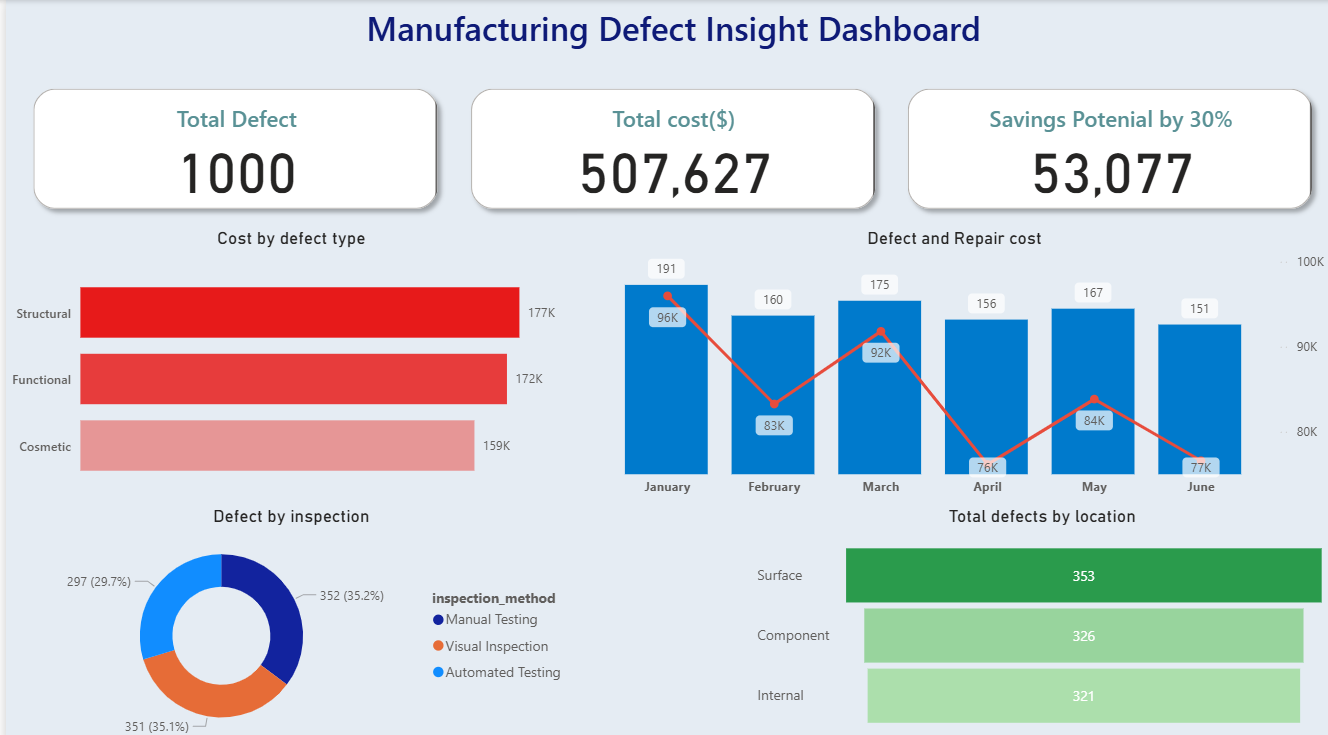 Manufacturing Defect Insight Dashboard
Total Defect
1000
Total cost($)
507,627
Savings Potenial by 30%
53,077
Cost by defect type
Structural
177K
Functional
172K
Cosmetic
159K
Defect and Repair cost
100K
90K
80K
191
160
175
156
167
151
96K
83K
92K
76K
84K
77K
January
February
March
April
May
June
Defect by inspection
297 (29.7%)
352 (35.2%)
351 (35.1%)
inspection_method
Manual Testing
Visual Inspection
Automated Testing
Total defects by location
Surface
353
Component
326
Internal
321